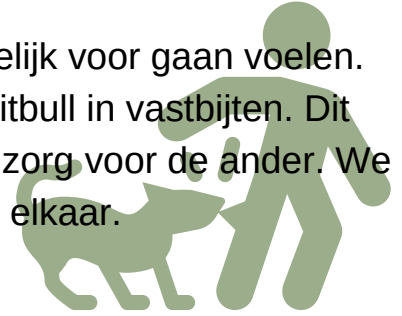 elijk voor gaan voelen.
itbull in vastbijten. Dit
zorg voor de ander. We
elkaar.